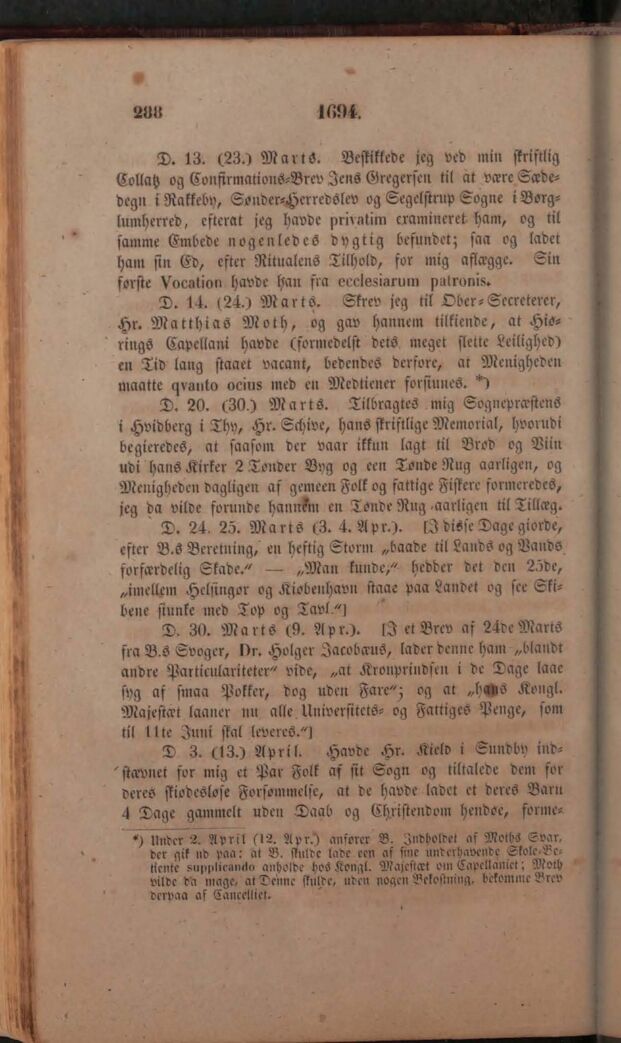 288 1694.
D. 13. (23.) Marts. Beskikkede jeg ved min skriftlig
Collatz og Confirmations-Brev Jens Gregersen til at være Sæde-
degn i Rakkeby, Sønder-Herredslev og Segelstrup Sogne i Børg-
lumherred, efterat jeg havde privatim examineret ham, og til
samme Embede nogenledes dygtig befundet; saa og ladet
ham sin Ed, efter Ritualens Tilhold, for mig aflægge. Sin
første Vocation havde han fra ecclesiarum patronis.
D. 14. (24.) Marts. Skrev jeg til Ober-Secreterer,
Hr. Matthias Moth, og gav hannem tilkiende, at His-
rings Capellani havde (formedelst dets meget slette Leilighed)
en Tid lang staaet vacant, bedendes derfore, at Menigheden
maatte qvanto ocius med en Medtiener forsiunes. *)
D. 20. (30.) Marts. Tilbragtes mig Sognepræstens
i Hvidberg i Thy, Hr. Schive, hans skriftlige Memorial, hvorudi
begieredes, at saasom der vaar ikkun lagt til Brød og Viin
udi hans Kirker 2 Tønder Byg og een Tønde Rug aarligen, og
Menigheden dagligen af gemeen Folk og fattige Fiskere formeredes,
jeg da vilde forunde hannem en Tønde Rug aarligen til Tillæg.
D. 24. 25. Marts (3. 4. Apr.). [I disse Dage giorde,
efter B.s Beretning, en heftig Storm „baade til Lands og Vands
forfærdelig Skade.“ — „Man kunde,“ hedder det den 25de,
„imellem Helsingør og Kiøbenhavn staae paa Landet og see Ski-
bene siunke med Top og Tavl.“]
D. 30. Marts (9. Apr.). [I et Brev af 24de Marts
fra B.s Svoger, Dr. Holger Jacobæus, lader denne ham „blandt
andre Particulariteter“ vide, „at Kronprindsen i de Dage laae
syg af smaa Pokker, dog uden Fare“; og at „hans Kongl.
Majestæt laaner nu alle Universitets- og Fattiges Penge, som
til 11te Juni skal leveres.“]
D 3. (13.) April. Havde Hr. Kield i Sundby ind-
stævnet for mig et Par Folk af sit Sogn og tiltalede dem for
deres skiødesløse Forsømmelse, at de havde ladet et deres Barn
4 Dage gammelt uden Daab og Christendom hendøe, forme-
*) Under 2. April (12. Apr.) anfører B. Indholdet af Moths Svar,
der gik ud paa: at B. skulde lade een af sine underhavende Skole-Be-
tiente supplicando anholde hos Kongl. Majestæt om Capellaniet; Moth
vilde da mage, at Denne skulde, uden nogen Bekostning, bekomme Brev
derpaa af Cancelliet.